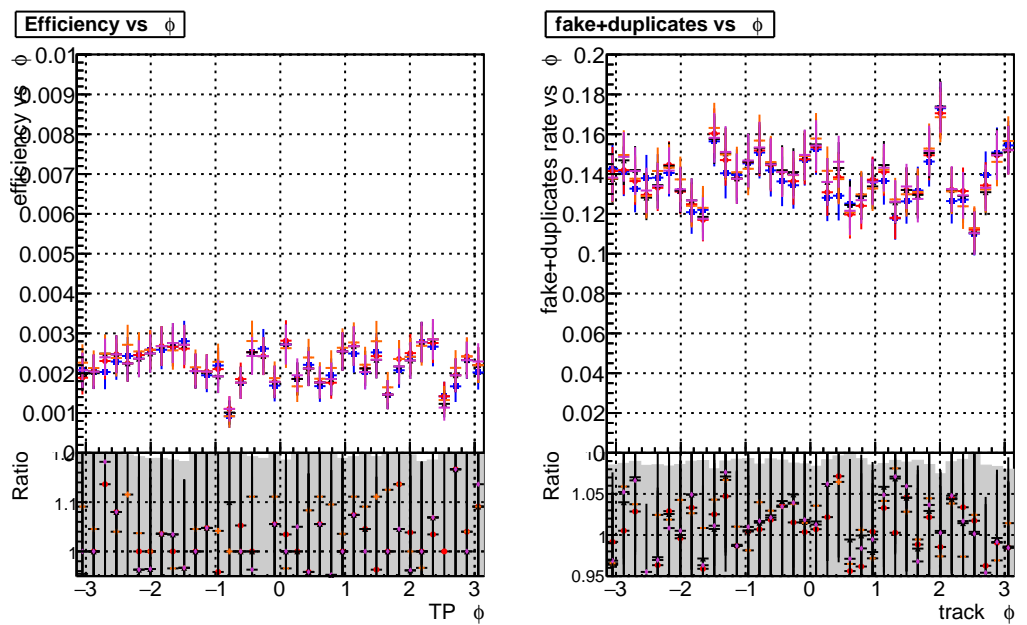 Efficiency vs ϕ
efficiency vs ϕ
0.01
0.009
0.008
0.007
0.006
0.005
0.004
0.003
0.002
0.001
0
Ratio
1.1
1
−3 −2 −1 0 1 2 3
TP ϕ
fake+duplicates vs ϕ
fake+duplicates rate vs ϕ
0.2
0.18
0.16
0.14
0.12
0.1
0.08
0.06
0.04
0.02
0
Ratio
1.05
1
0.95
−3 −2 −1 0 1 2 3
track ϕ